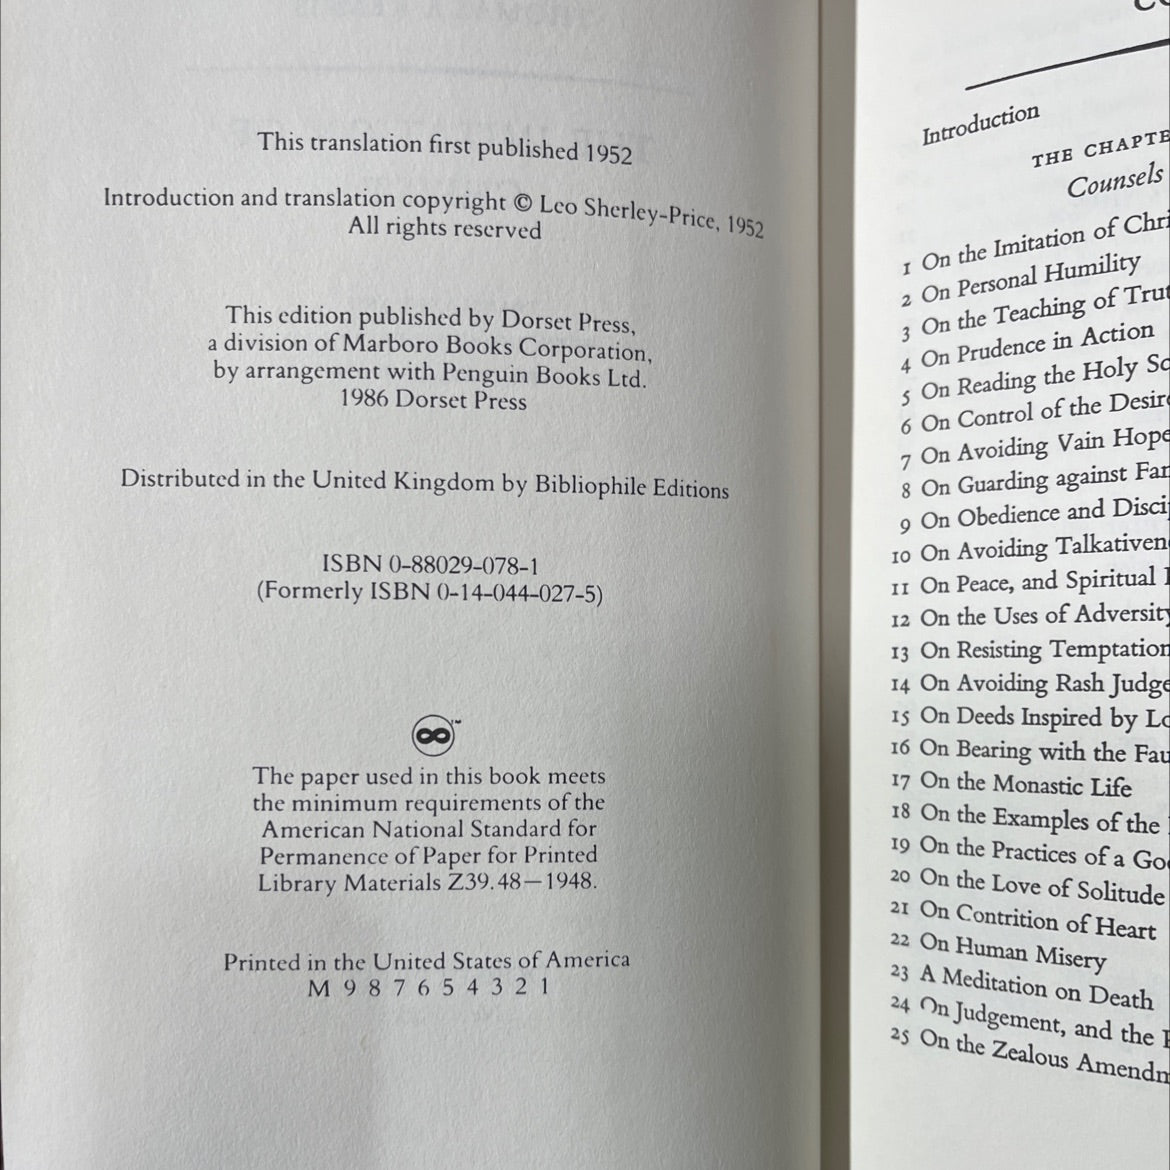 This translation first published 1952
Introduction and translation copyright © Leo Sherley-Price, 1952
All rights reserved
This edition published by Dorset Press,
a division of Marboro Books Corporation,
by arrangement with Penguin Books Ltd.
1986 Dorset Press
Distributed in the United Kingdom by Bibliophile Editions
ISBN 0-88029-078-1
(Formerly ISBN 0-14-044-027-5)
∞™
The paper used in this book meets
the minimum requirements of the
American National Standard for
Permanence of Paper for Printed
Library Materials Z39.48—1948.
Printed in the United States of America
M 9 8 7 6 5 4 3 2 1
Introduction
THE CHAPTE
Counsels
1 On the Imitation of Chri
2 On Personal Humility
3 On the Teaching of Trut
4 On Prudence in Action
5 On Reading the Holy Sc
6 On Control of the Desire
7 On Avoiding Vain Hope
8 On Guarding against Fam
9 On Obedience and Disci
10 On Avoiding Talkativen
11 On Peace, and Spiritual
12 On the Uses of Adversity
13 On Resisting Temptation
14 On Avoiding Rash Judge
15 On Deeds Inspired by Lo
16 On Bearing with the Fau
17 On the Monastic Life
18 On the Examples of the
19 On the Practices of a Goo
20 On the Love of Solitude
21 On Contrition of Heart
22 On Human Misery
23 A Meditation on Death
24 On Judgement, and the
25 On the Zealous Amendm